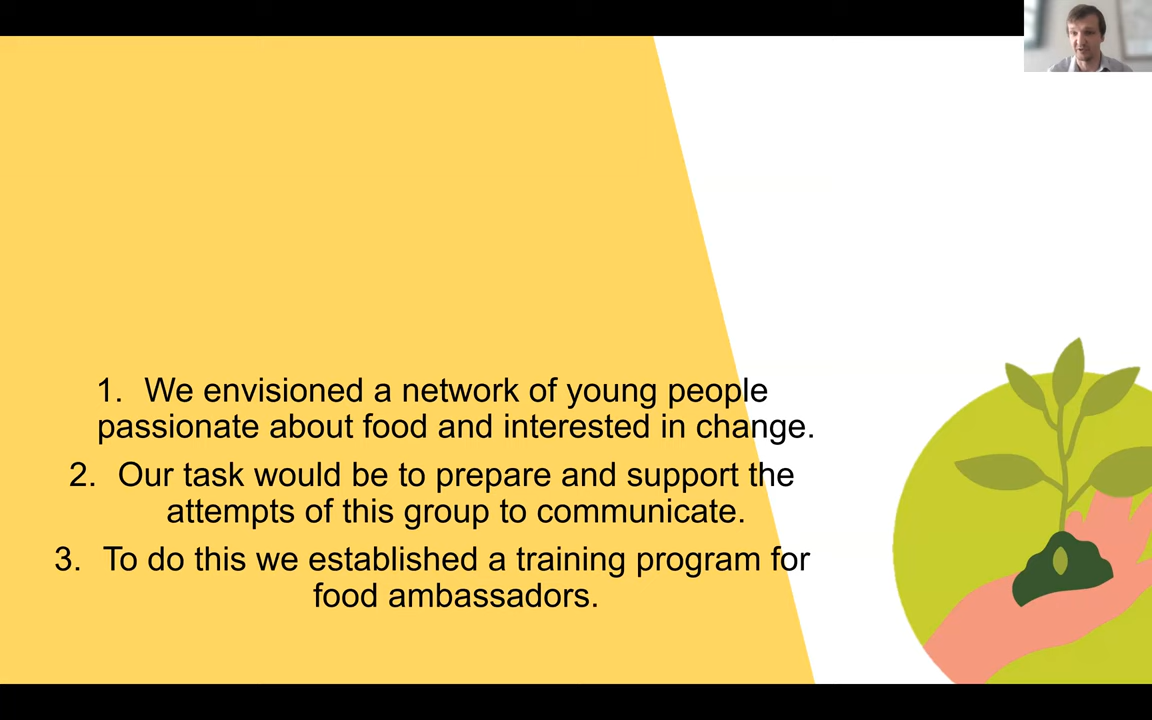 1. We envisioned a network of young people
passionate about food and interested in change.
2. Our task would be to prepare and support the
attempts of this group to communicate.
3. To do this we established a training program for
food ambassadors.